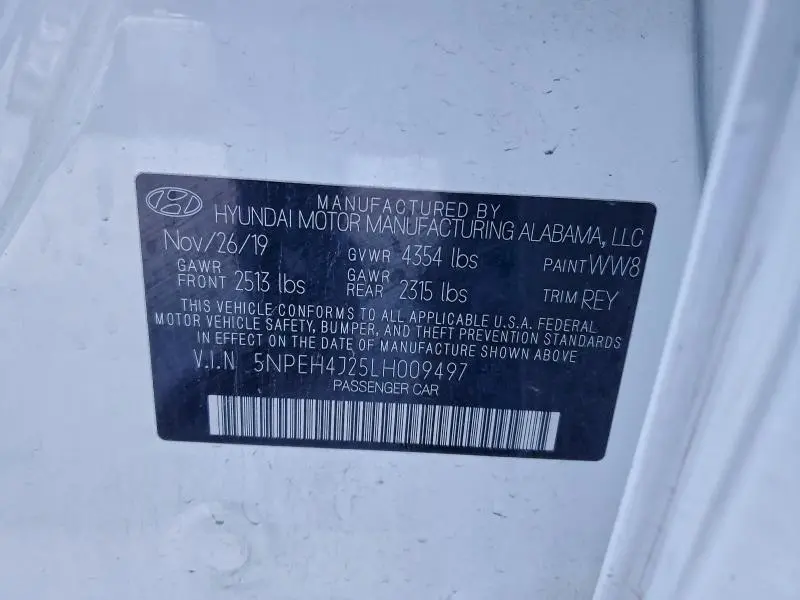 MANUFACTURED BY
HYUNDAI MOTOR MANUFACTURING ALABAMA, LLC
Nov/26/19 GVWR 4354 lbs PAINT WW8
GAWR FRONT 2513 lbs GAWR REAR 2315 lbs TRIM REY
THIS VEHICLE CONFORMS TO ALL APPLICABLE U.S.A. FEDERAL
MOTOR VEHICLE SAFETY, BUMPER, AND THEFT PREVENTION STANDARDS
IN EFFECT ON THE DATE OF MANUFACTURE SHOWN ABOVE.
V.I.N 5NPEH4J25LH009497
PASSENGER CAR